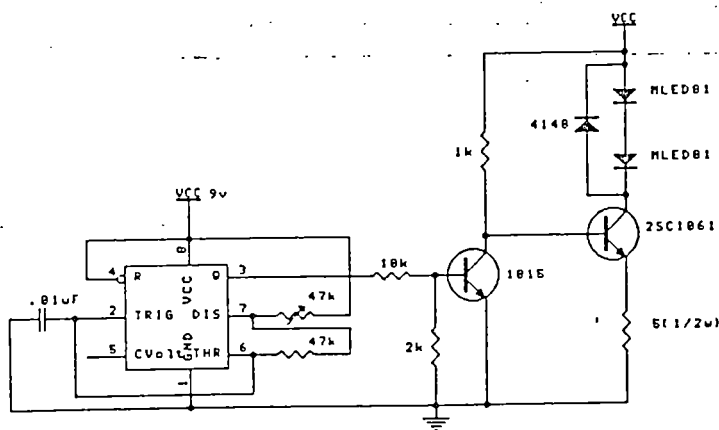 VCC
MLED81
4148
1k
MLED81
VCC 9v
2SC1061
8
4
R
VCC
Q
3
10k
1815
.01uF
47k
2
TRIG
DIS
7
5
CVolt
GND
THR
6
47k
2k
5(1/2w)
1